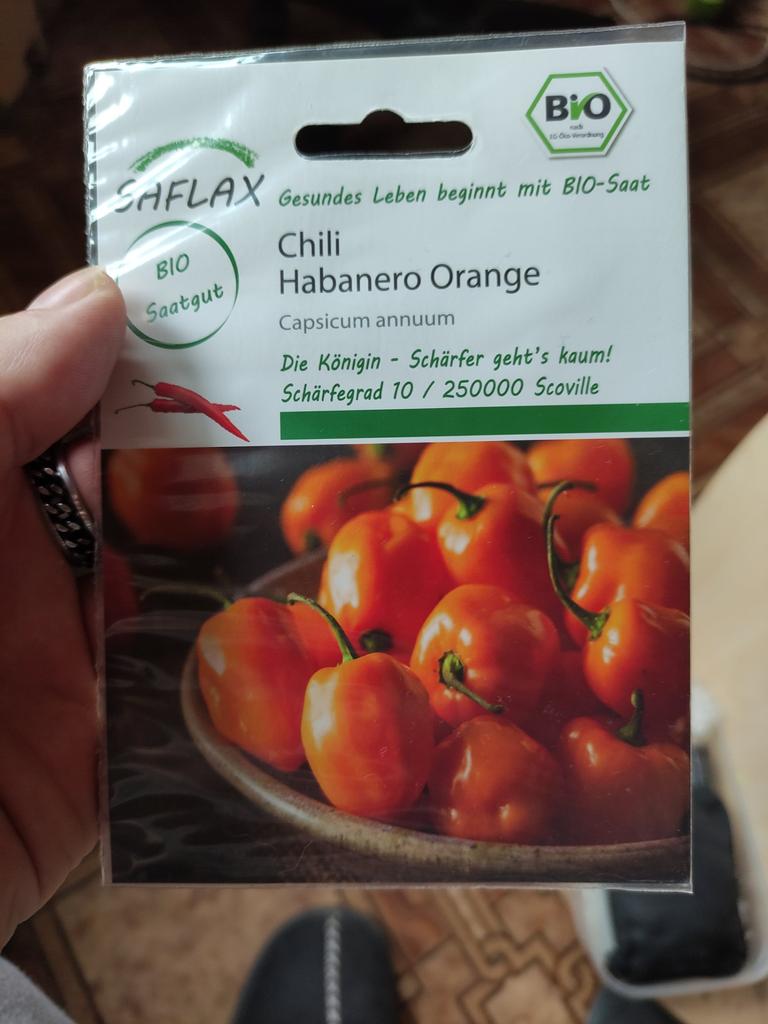 BiO
nach
EG-Öko-Verordnung
SAFLAX
Gesundes Leben beginnt mit BIO-Saat
BIO
Saatgut
Chili
Habanero Orange
Capsicum annuum
Die Königin - Schärfer geht's kaum!
Schärfegrad 10 / 250000 Scoville